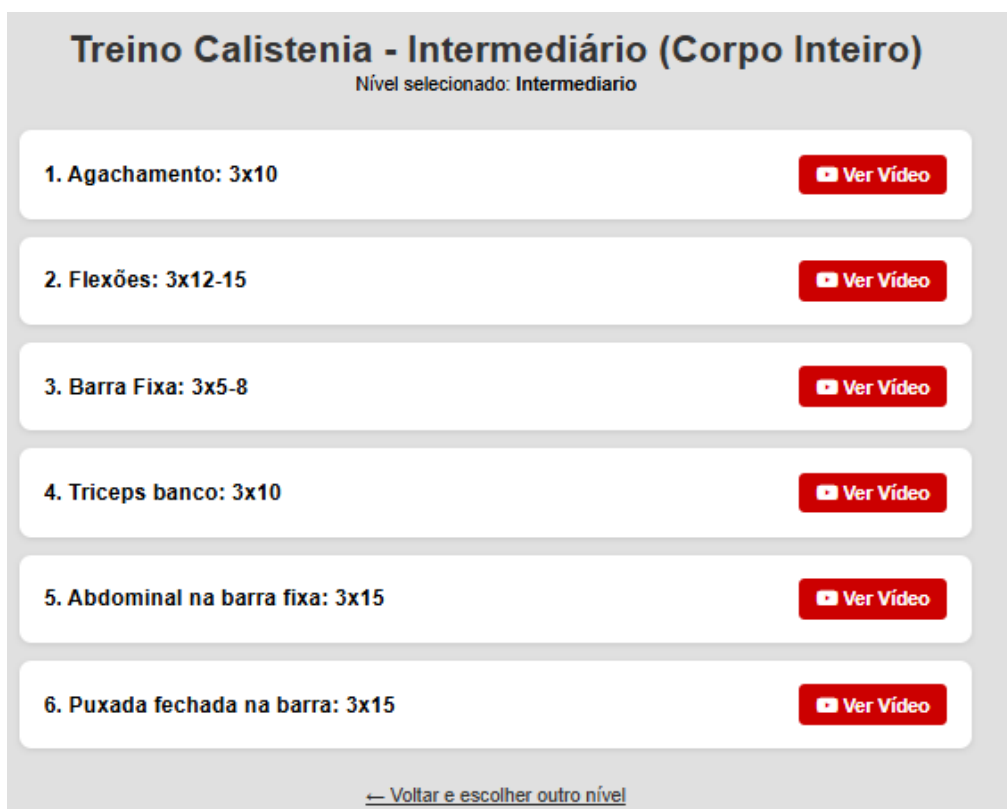 Treino Calistenia - Intermediário (Corpo Inteiro)
Nível selecionado: Intermediario
1. Agachamento: 3x10
Ver Vídeo
2. Flexões: 3x12-15
Ver Vídeo
3. Barra Fixa: 3x5-8
Ver Vídeo
4. Triceps banco: 3x10
Ver Vídeo
5. Abdominal na barra fixa: 3x15
Ver Vídeo
6. Puxada fechada na barra: 3x15
Ver Vídeo
← Voltar e escolher outro nível